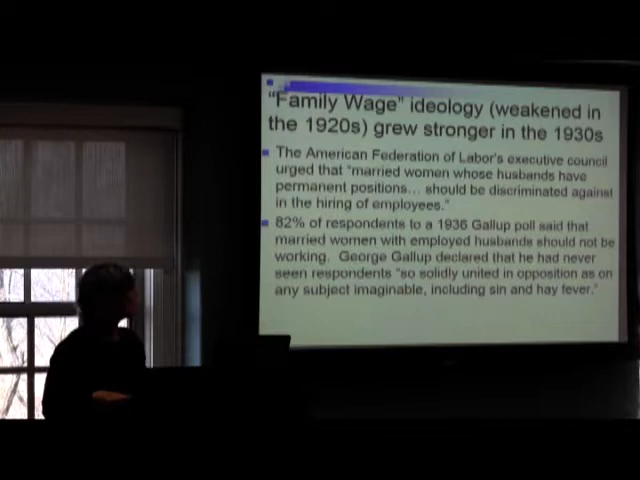 "Family Wage" ideology (weakened in
the 1920s) grew stronger in the 1930s
The American Federation of Labor's executive council
urged that "married women whose husbands have
permanent positions... should be discriminated against
in the hiring of employees."
82% of respondents to a 1936 Gallup poll said that
married women with employed husbands should not be
working. George Gallup declared that he had never
seen respondents "so solidly united in opposition as on
any subject imaginable, including sin and hay fever."